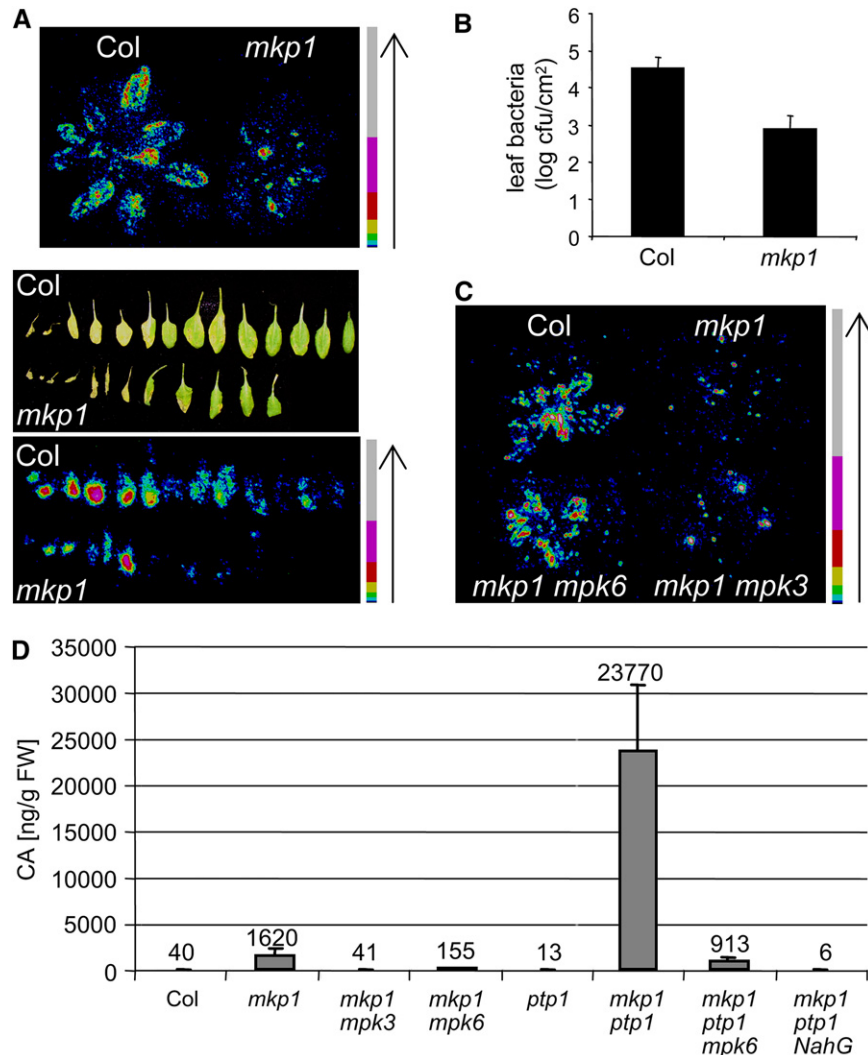 A
Col mkp1
Col
mkp1
Col
mkp1
B
leaf bacteria
(log cfu/cm²)
5
4
3
2
1
0
6
Col mkp1
C
Col mkp1
mkp1 mpk6 mkp1 mpk3
D
CA [ng/g FW]
35000
30000
25000
20000
15000
10000
5000
0
40
1620
41
155
13
23770
913
6
Col
mkp1
mkp1
mpk3
mkp1
mpk6
ptp1
mkp1
ptp1
mkp1
ptp1
mpk6
mkp1
ptp1
NahG